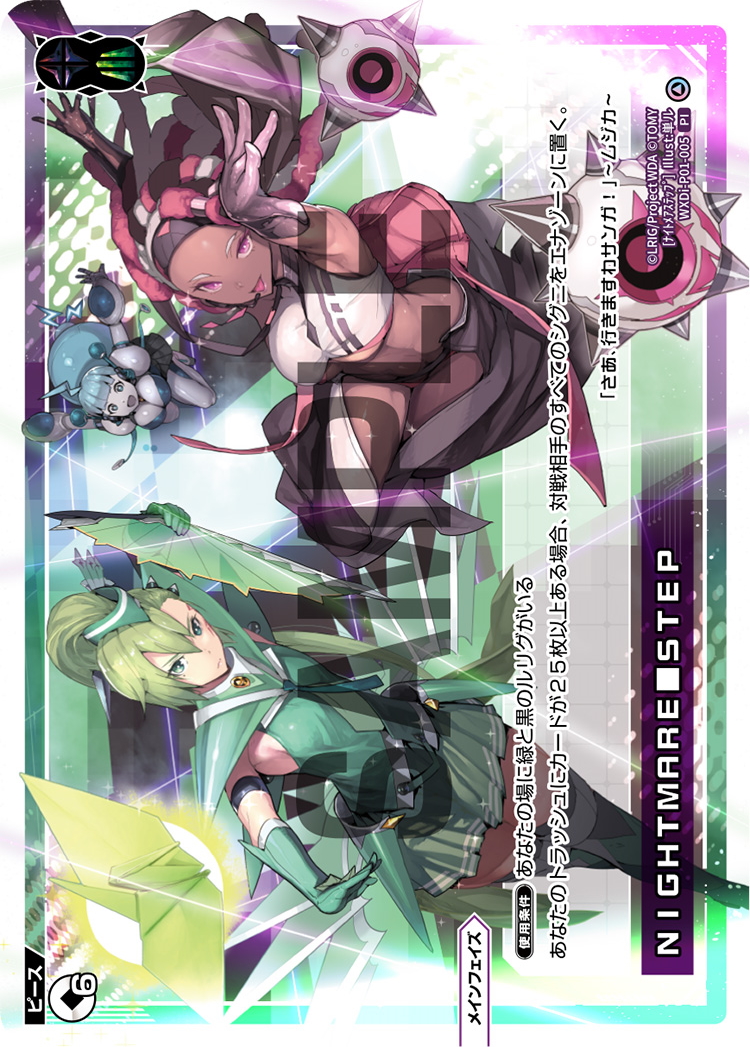 ピース
6
メインフェイズ
使用条件 あなたの場に緑と黒のルリグがいる
あなたのトラッシュにカードが25枚以上ある場合、対戦相手のすべてのシグニをエナゾーンに置く。
「さあ、行きますわサンガ!」~ムジカ~
NIGHTMARE■STEP
©LRIG/ProjectWDA ©TOMY
[ナイトメアステップ] Illust:単ル
WXDi-P01-005 PI
SAMPLE